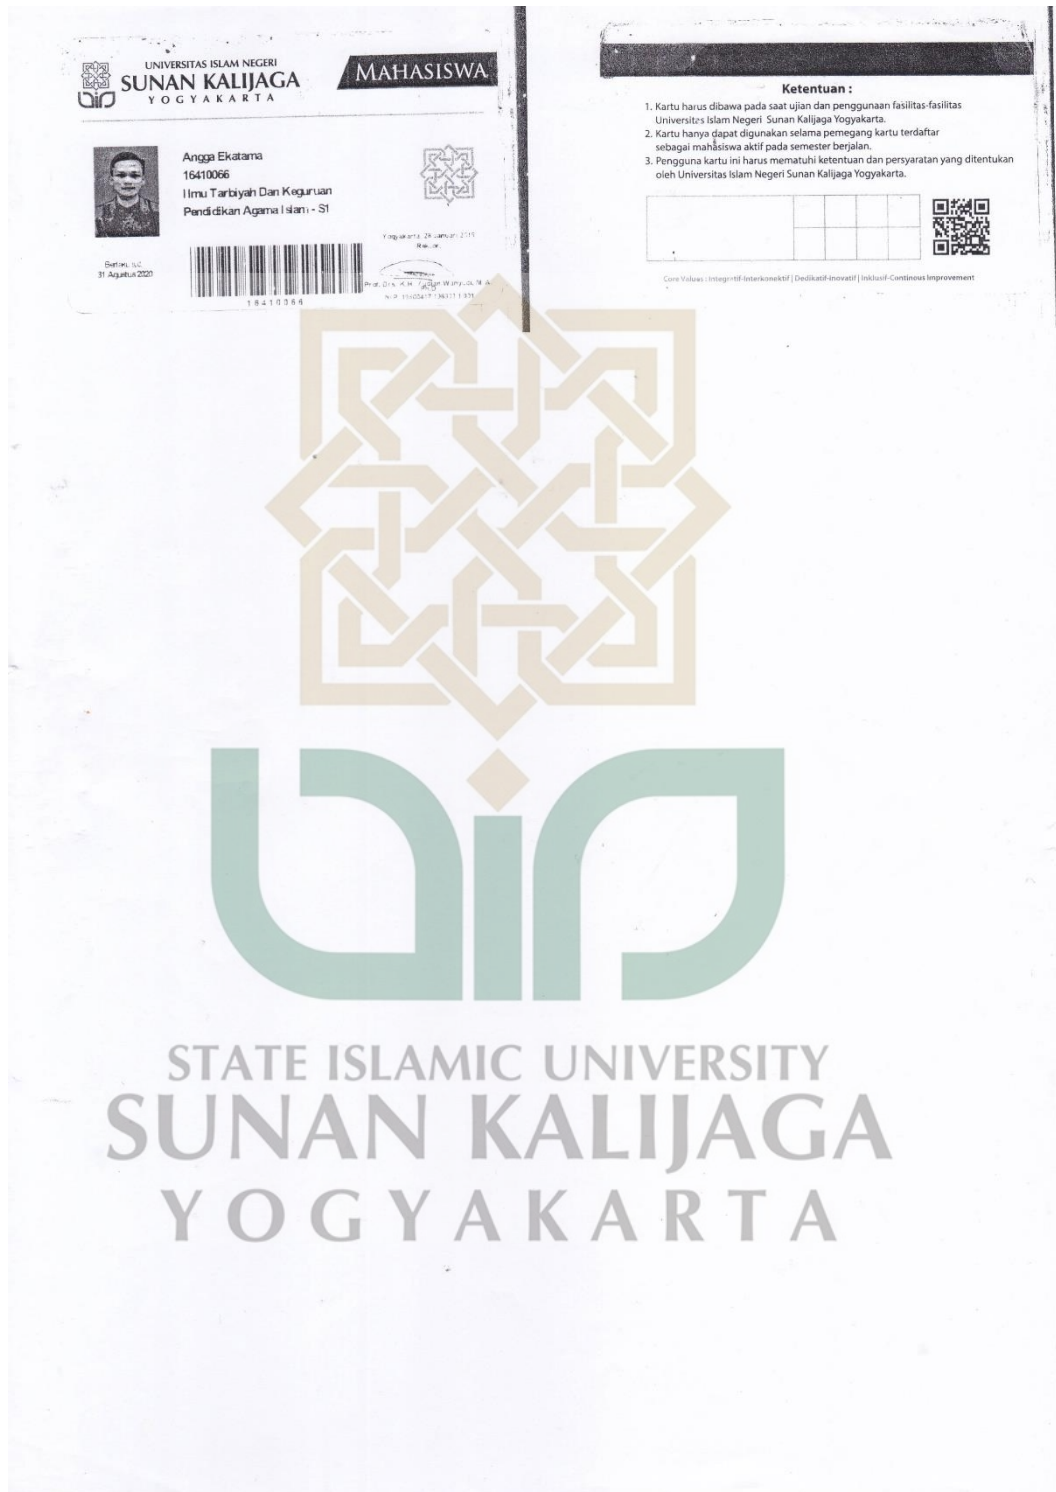 UNIVERSITAS ISLAM NEGERI
SUNAN KALIJAGA
YOGYAKARTA
MAHASISWA
Angga Ekatama
16410066
Ilmu Tarbiyah Dan Keguruan
Pendidikan Agama Islam - S1
Yogyakarta, 28 Januari
Rektor,
31 Agustus 2020
16410066
Ketentuan :
1. Kartu harus dibawa pada saat ujian dan penggunaan fasilitas-fasilitas
Universitas Islam Negeri Sunan Kalijaga Yogyakarta.
2. Kartu hanya dapat digunakan selama pemegang kartu terdaftar
sebagai mahasiswa aktif pada semester berjalan.
3. Pengguna kartu ini harus mematuhi ketentuan dan persyaratan yang ditentukan
oleh Universitas Islam Negeri Sunan Kalijaga Yogyakarta.
Core Values : Integratif-Interkonektif | Dedikatif-inovatif | Inklusif-Continous Improvement
STATE ISLAMIC UNIVERSITY
SUNAN KALIJAGA
YOGYAKARTA